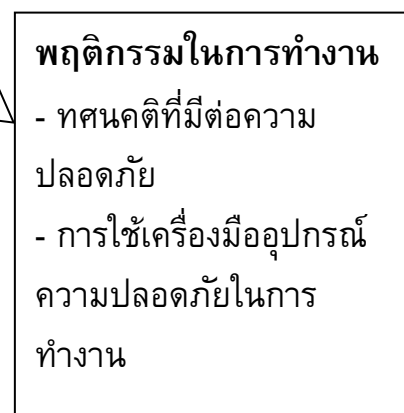 พฤติกรรมในการทำงาน
- ทศนคติที่มีต่อความ
ปลอดภัย
- การใช้เครื่องมืออุปกรณ์
ความปลอดภัยในการ
ทำงาน